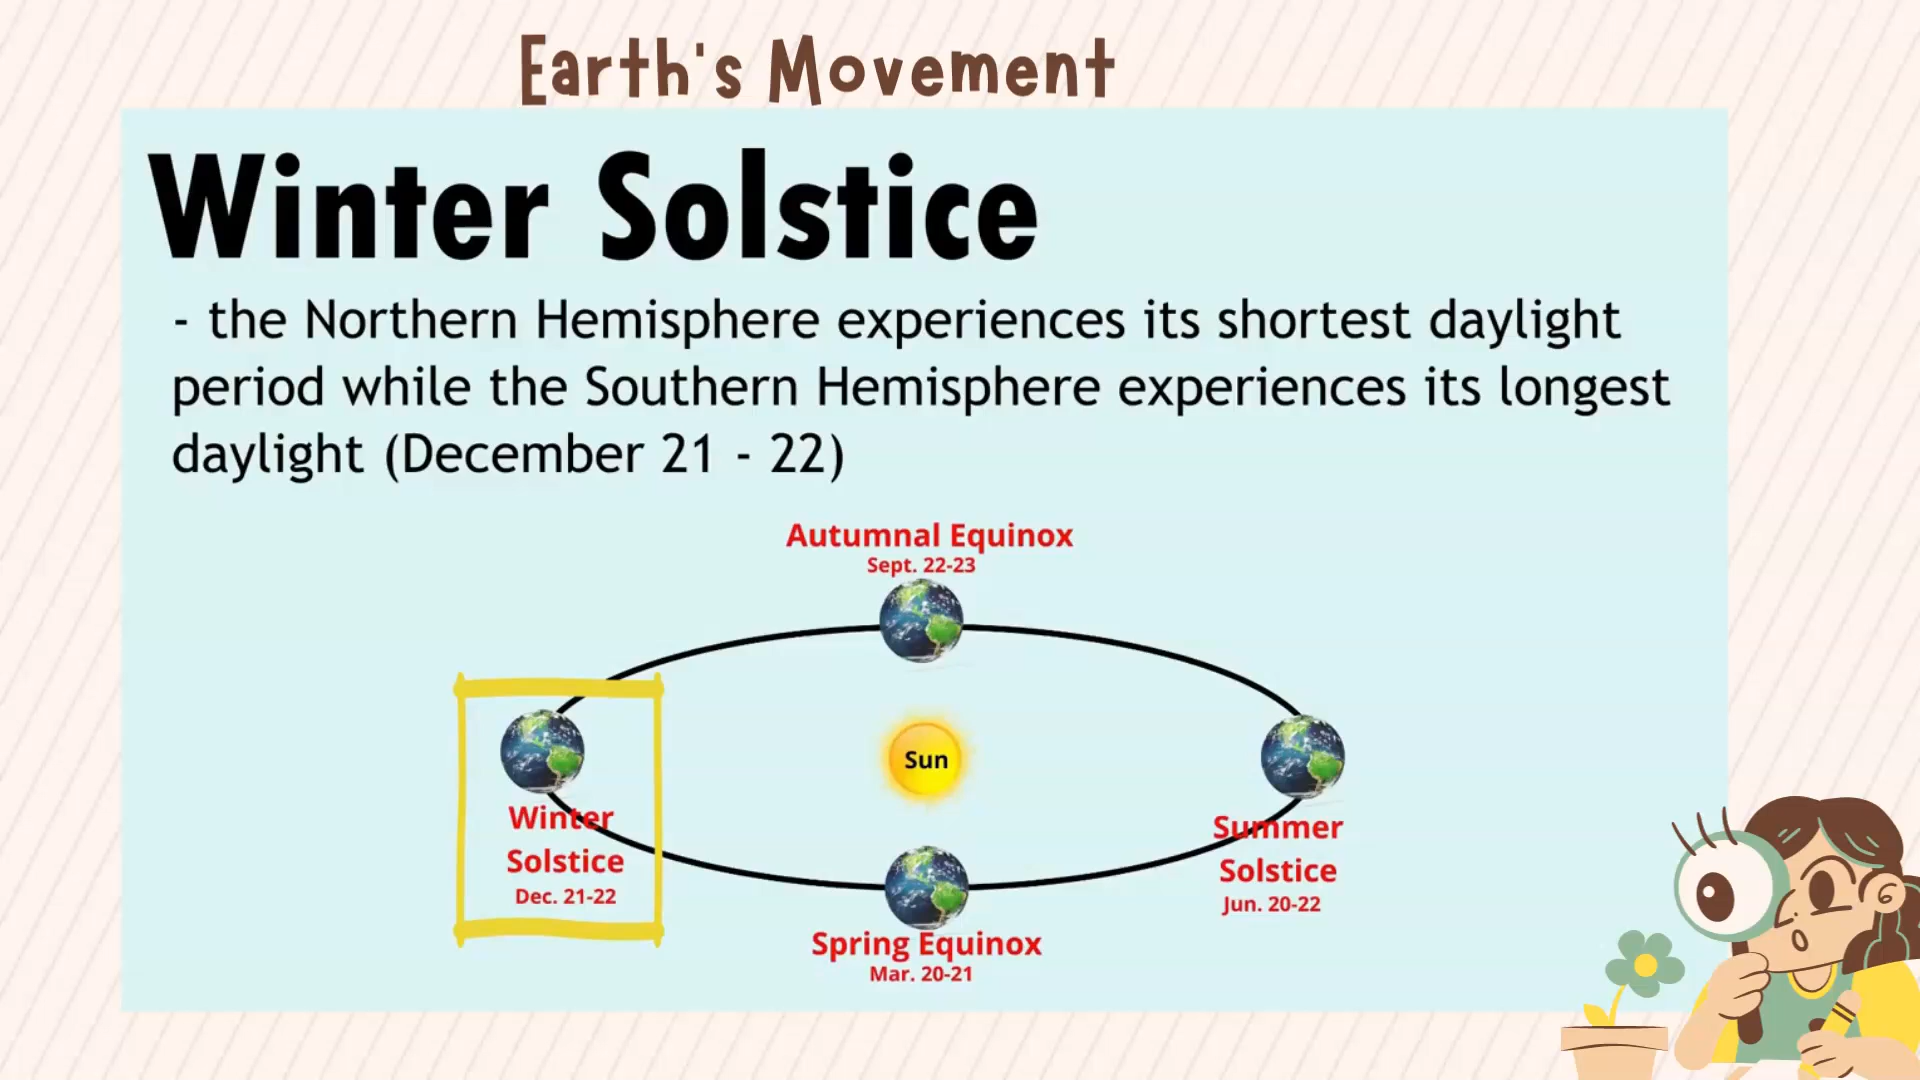 Earth's Movement
Winter Solstice
- the Northern Hemisphere experiences its shortest daylight
period while the Southern Hemisphere experiences its longest
daylight (December 21 - 22)
Autumnal Equinox
Sept. 22-23
Sun
Winter
Solstice
Dec. 21-22
Summer
Solstice
Jun. 20-22
Spring Equinox
Mar. 20-21